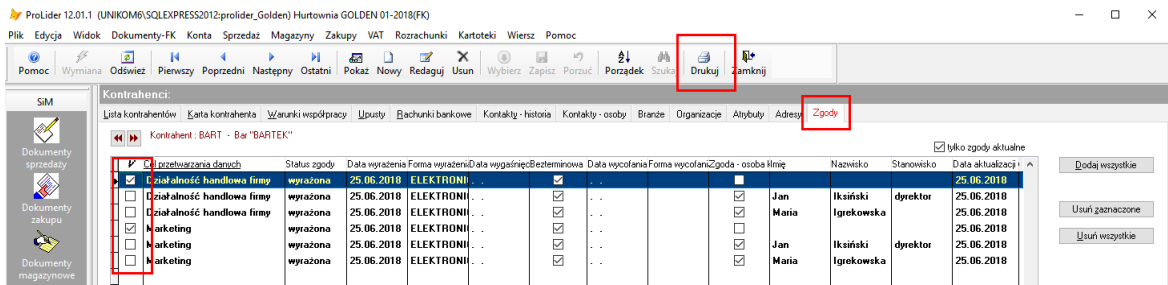 ProLider 12.01.1 (UNIKOM6\SQLEXPRESS2012:prolider_Golden) Hurtownia GOLDEN 01-2018(FK)
Plik Edycja Widok Dokumenty-FK Konta Sprzedaż Magazyny Zakupy VAT Rozrachunki Kartoteki Wiersz Pomoc
Pomoc Wymiana Odśwież Pierwszy Poprzedni Następny Ostatni Pokaż Nowy Redaguj Usun Wybierz Zapisz Porzuć Porządek Szukaj Drukuj Zamknij
SiM
Kontrahenci:
Lista kontrahentów Karta kontrahenta Warunki współpracy Upusty Rachunki bankowe Kontakty - historia Kontakty - osoby Branże Organizacje Atrybuty Adresy Zgody
Kontrahent : BART - Bar "BARTEK"
tylko zgody aktualne
Cel przetwarzania danych Status zgody Data wyrażenia Forma wyrażeni Data wygaśnięc Bezterminowa Data wycofania Forma wycofani Zgoda - osoba k Imię Nazwisko Stanowisko Data aktualizacji
Działalność handlowa firmy wyrażona 25.06.2018 ELEKTRONI . . . . 25.06.2018
Działalność handlowa firmy wyrażona 25.06.2018 ELEKTRONI . . . . Jan Iksiński dyrektor 25.06.2018
Działalność handlowa firmy wyrażona 25.06.2018 ELEKTRONI . . . . Maria Igrekowska 25.06.2018
Marketing wyrażona 25.06.2018 ELEKTRONI . . . . 25.06.2018
Marketing wyrażona 25.06.2018 ELEKTRONI . . . . Jan Iksiński dyrektor 25.06.2018
Marketing wyrażona 25.06.2018 ELEKTRONI . . . . Maria Igrekowska 25.06.2018
Dodaj wszystkie
Usuń zaznaczone
Usuń wszystkie
Dokumenty
sprzedaży
Dokumenty
zakupu
Dokumenty
magazynowe